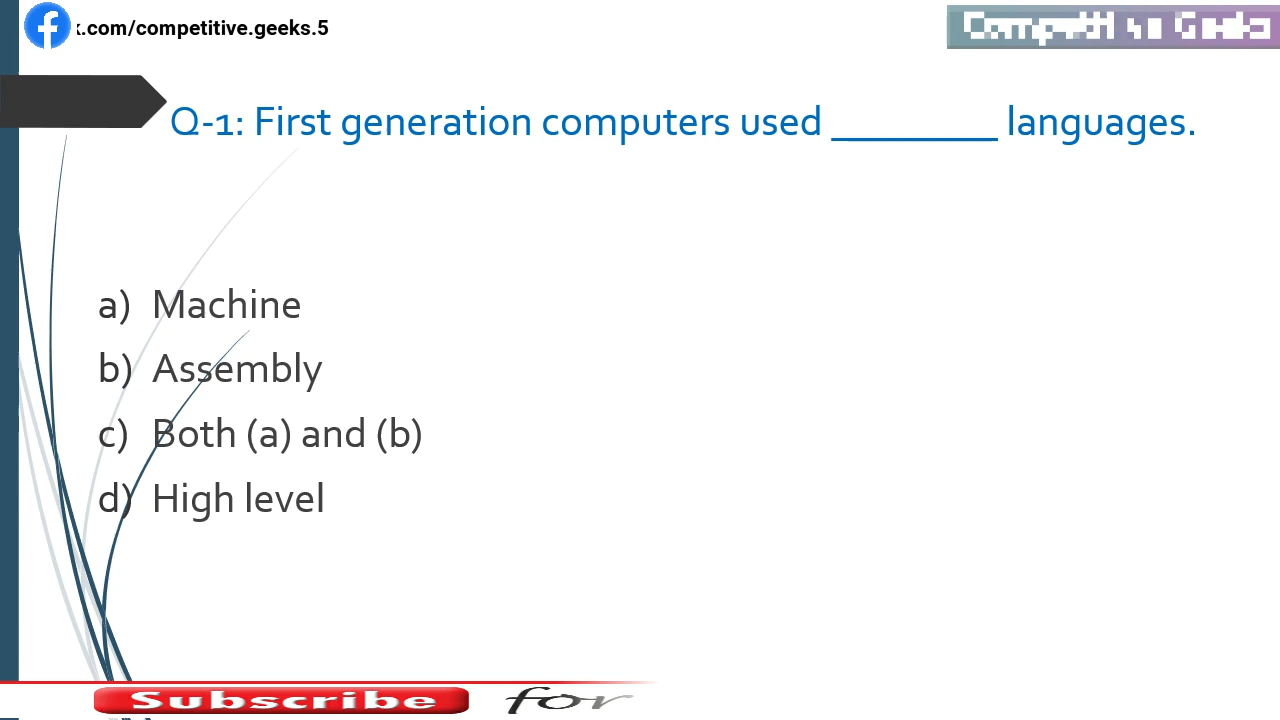 k.com/competitive.geeks.5
Q-1: First generation computers used ________ languages.
a) Machine
b) Assembly
c) Both (a) and (b)
d) High level
Subscribe for